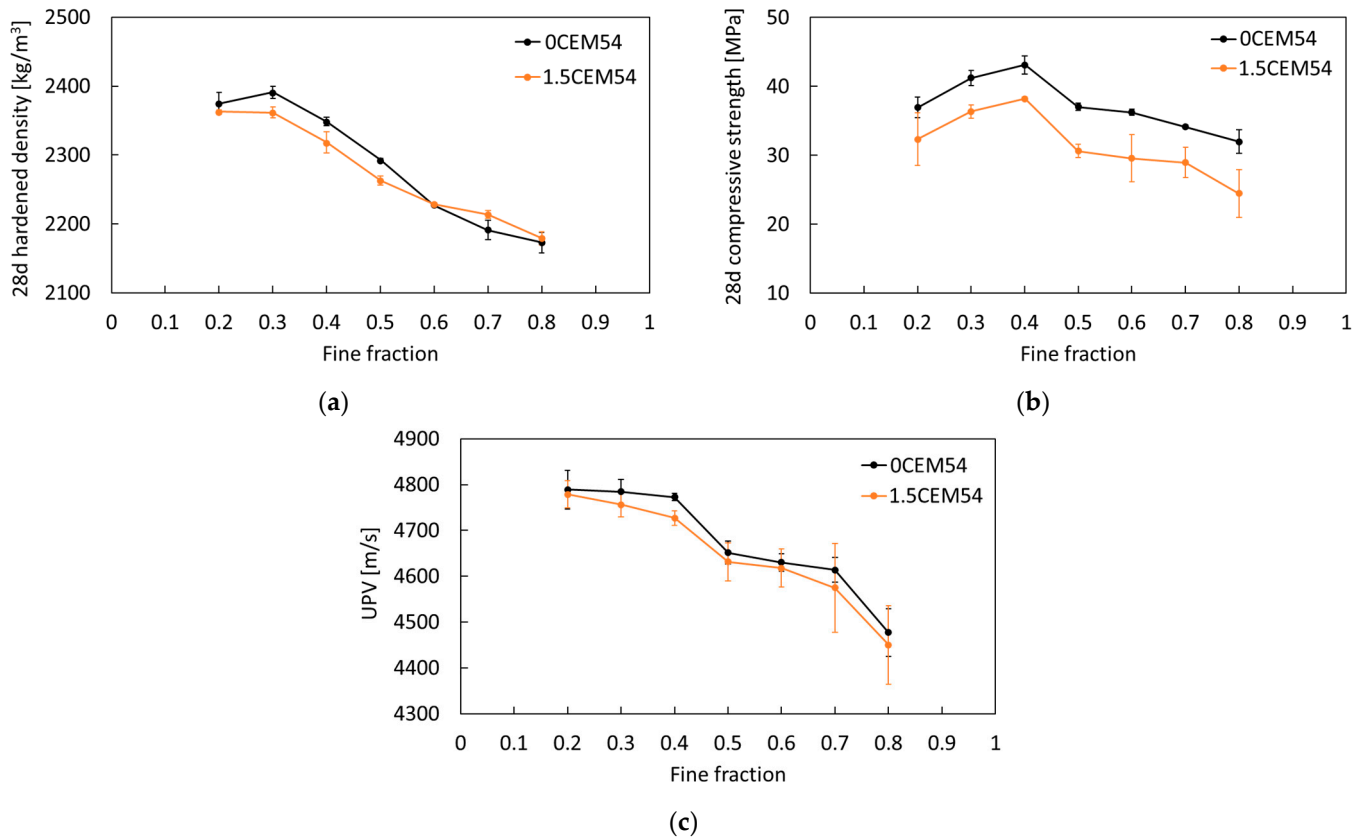 28d hardened density [kg/m³]
2500
2400
2300
2200
2100
0 0.1 0.2 0.3 0.4 0.5 0.6 0.7 0.8 0.9 1
Fine fraction
0CEM54
1.5CEM54
(a)
28d compressive strength [MPa]
50
40
30
20
10
0 0.1 0.2 0.3 0.4 0.5 0.6 0.7 0.8 0.9 1
Fine fraction
0CEM54
1.5CEM54
(b)
UPV [m/s]
4900
4800
4700
4600
4500
4400
4300
0 0.1 0.2 0.3 0.4 0.5 0.6 0.7 0.8 0.9 1
Fine fraction
0CEM54
1.5CEM54
(c)